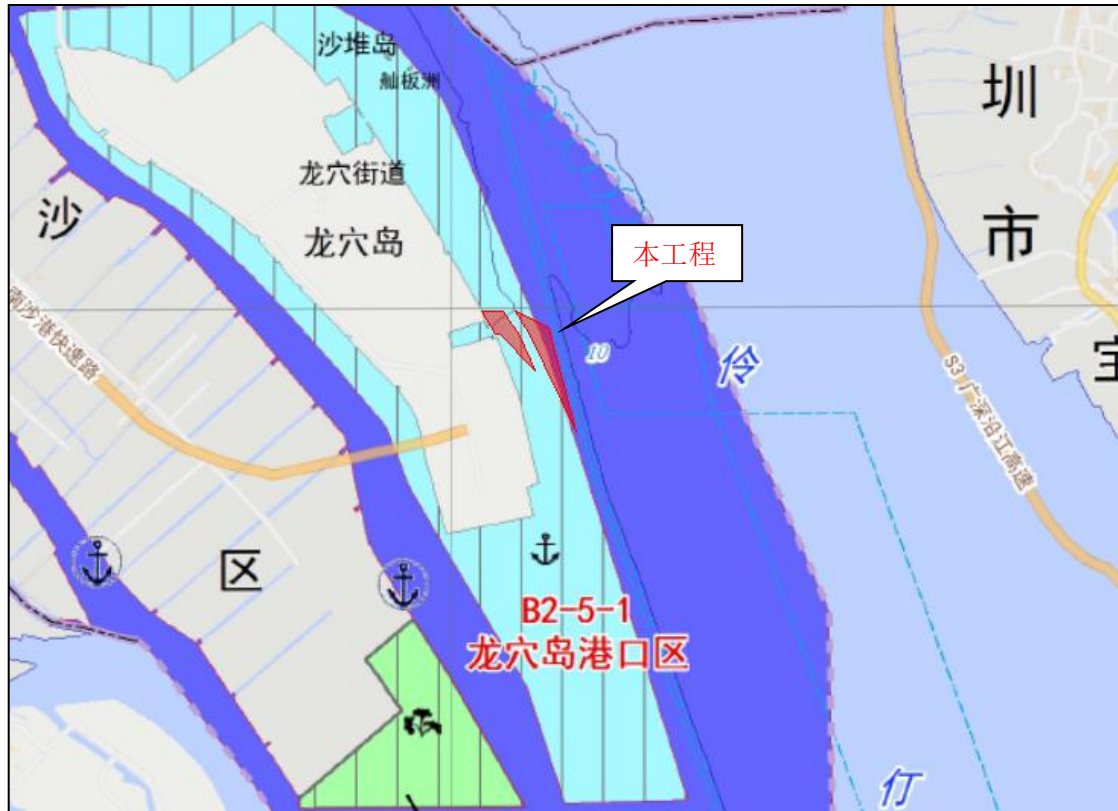 沙堆岛
舢板洲
圳
市
龙穴街道
龙穴岛
沙
本工程
南沙港快速路
10
伶
宝
S3 广深沿江高速
区
B2-5-1
龙穴岛港口区
仃